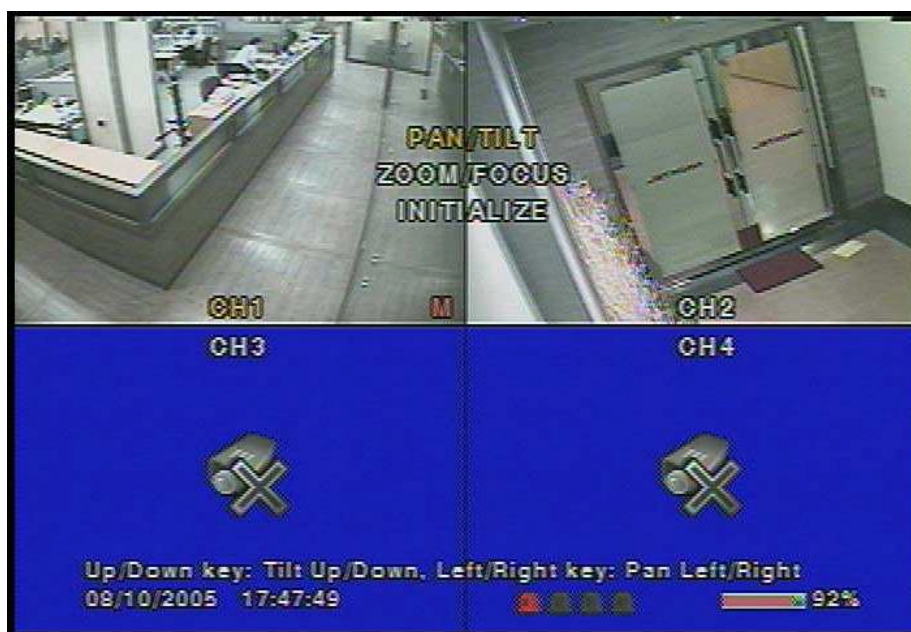 PAN/TILT
ZOOM/FOCUS
INITIALIZE
CH1
M
CH2
CH3
CH4
Up/Down key: Tilt Up/Down, Left/Right key: Pan Left/Right
08/10/2005 17:47:49
92%